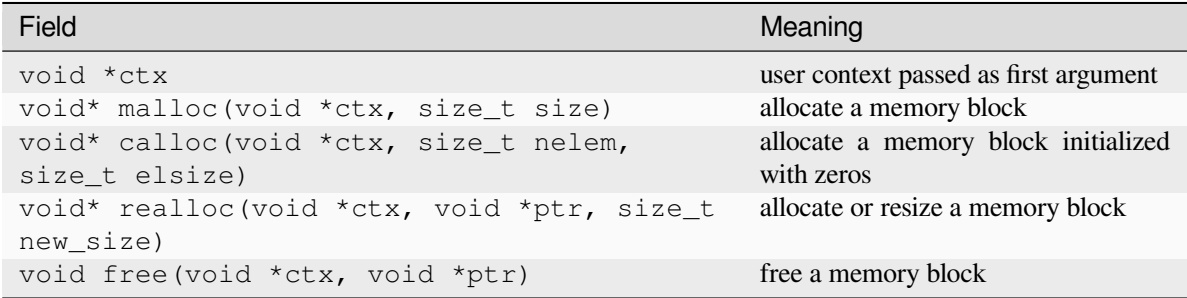 Field Meaning
void *ctx user context passed as first argument
void* malloc(void *ctx, size_t size) allocate a memory block
void* calloc(void *ctx, size_t nelem, allocate a memory block initialized
size_t elsize) with zeros
void* realloc(void *ctx, void *ptr, size_t allocate or resize a memory block
new_size)
void free(void *ctx, void *ptr) free a memory block